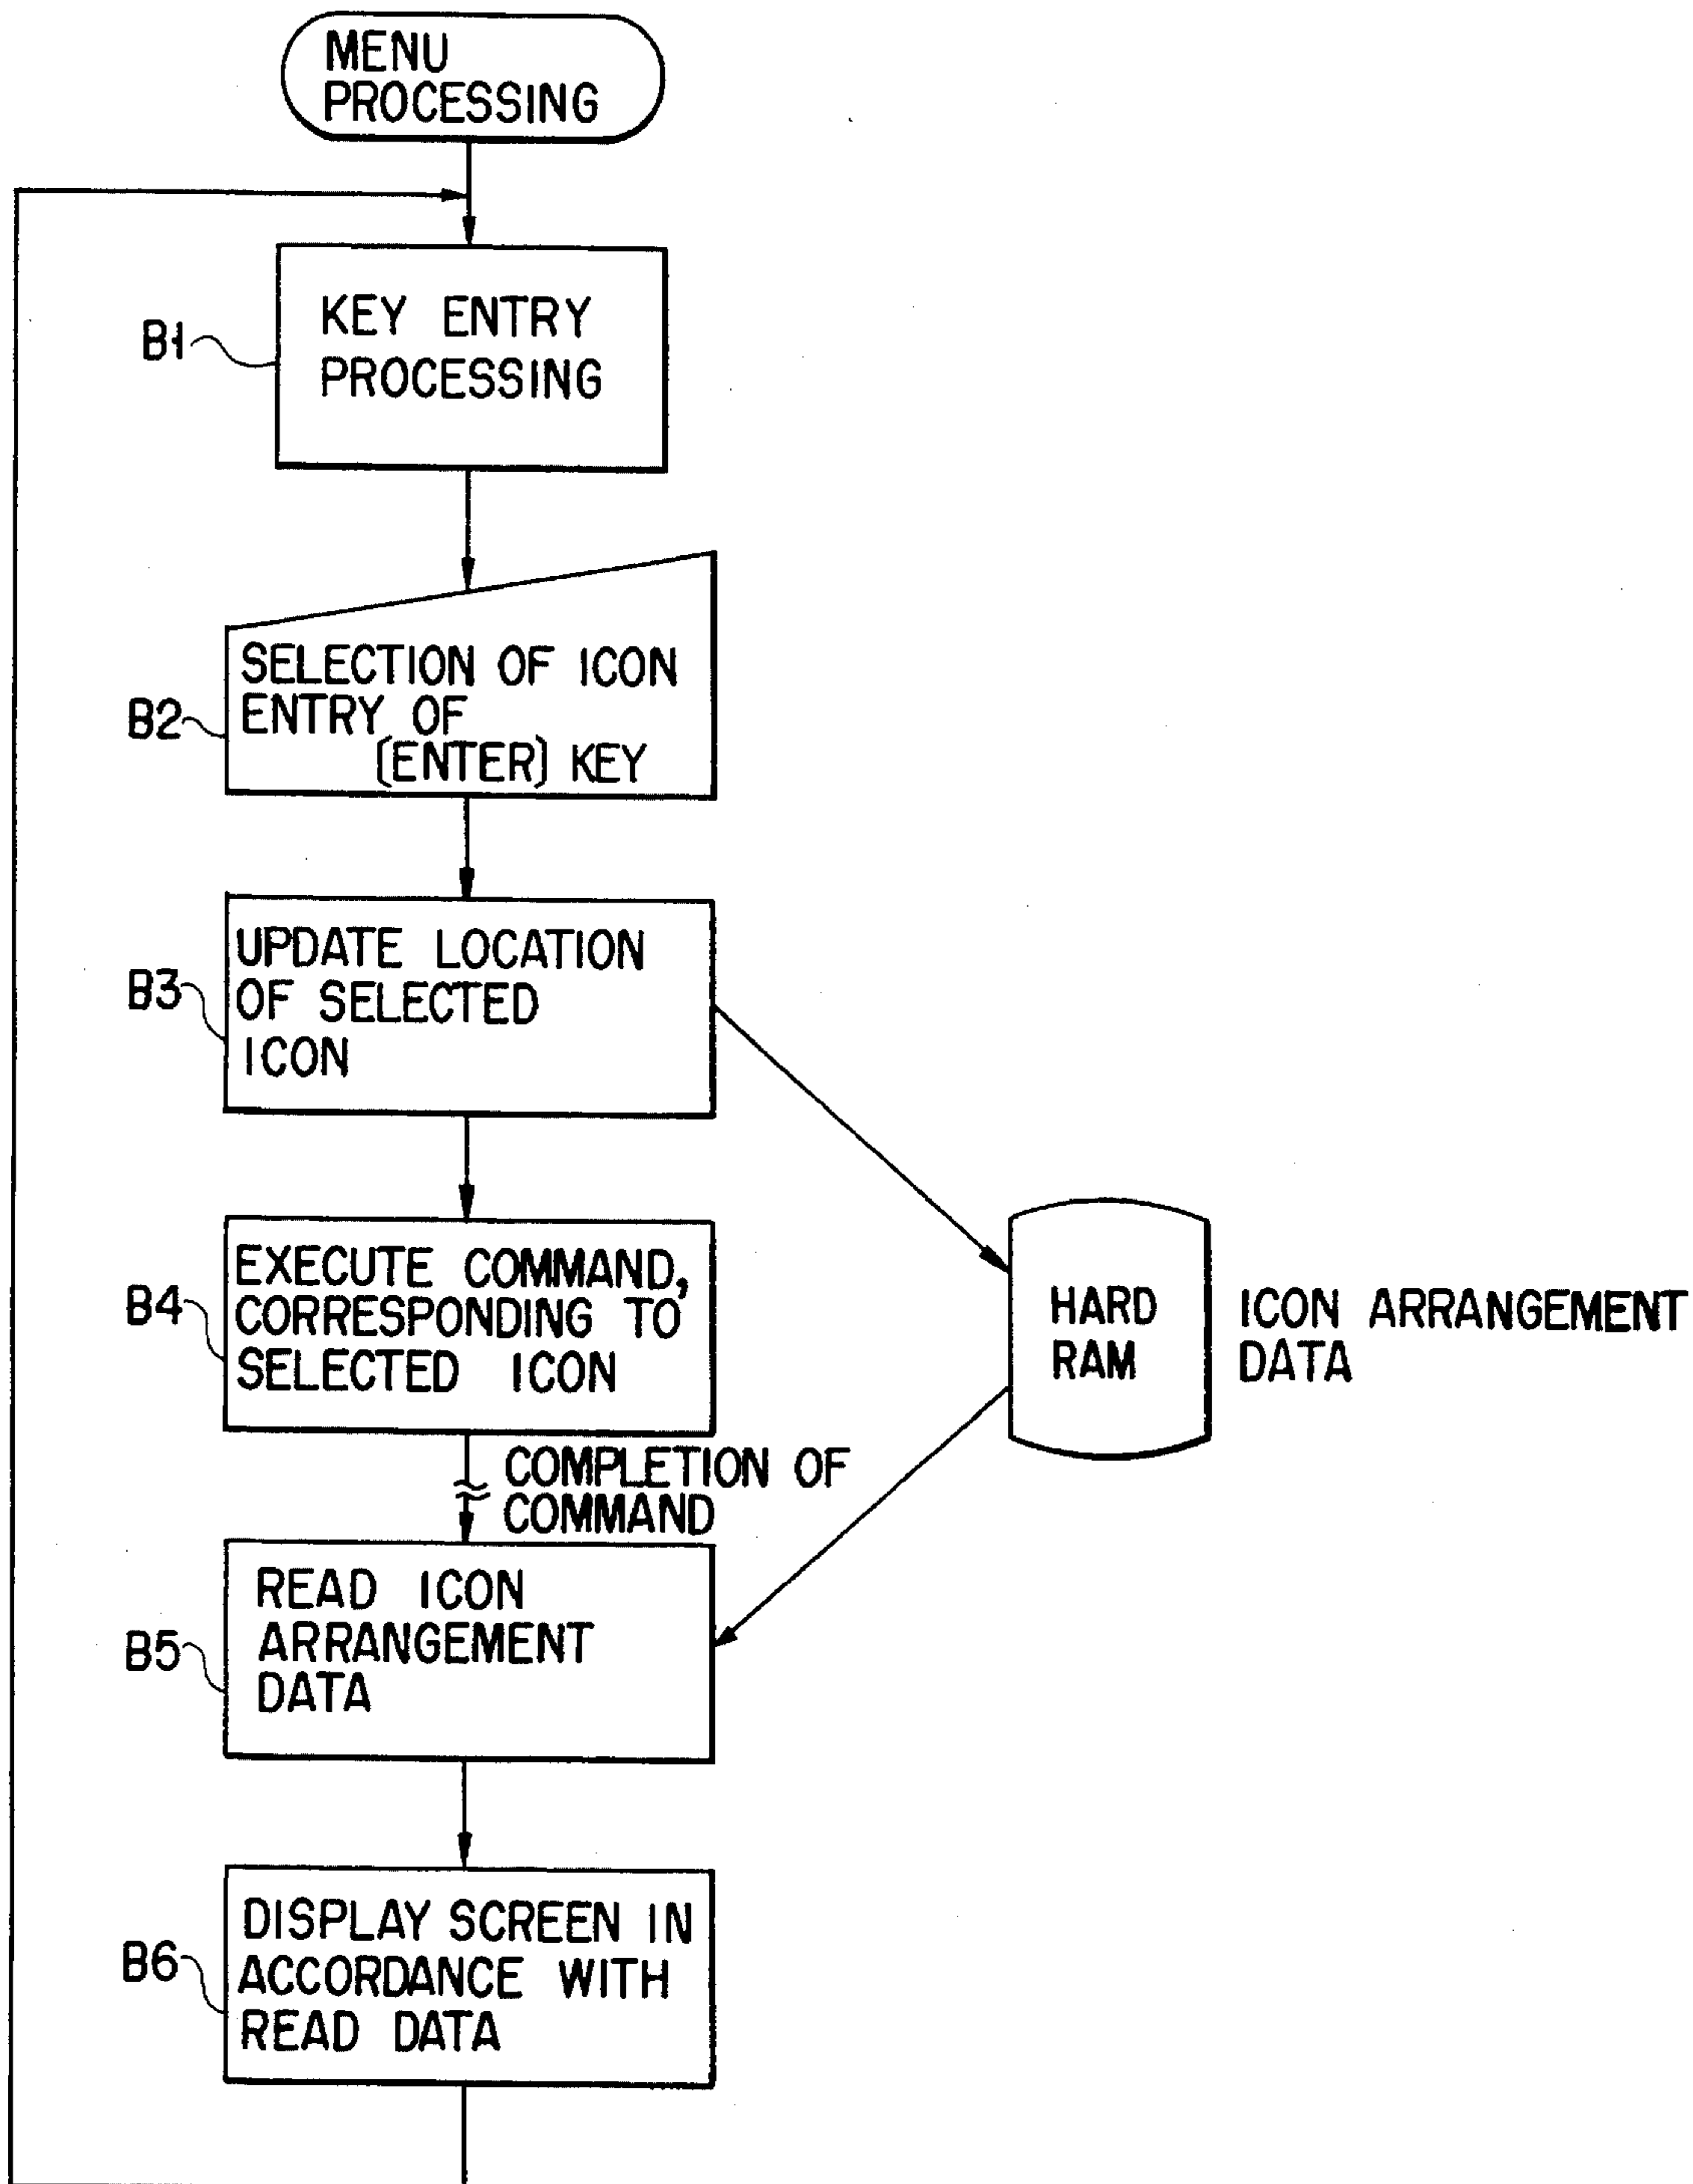 MENU
PROCESSING
B1
KEY ENTRY
PROCESSING
B2
SELECTION OF ICON
ENTRY OF
[ENTER] KEY
B3
UPDATE LOCATION
OF SELECTED
ICON
B4
EXECUTE COMMAND,
CORRESPONDING TO
SELECTED ICON
HARD
RAM
ICON ARRANGEMENT
DATA
COMPLETION OF
COMMAND
B5
READ ICON
ARRANGEMENT
DATA
B6
DISPLAY SCREEN IN
ACCORDANCE WITH
READ DATA